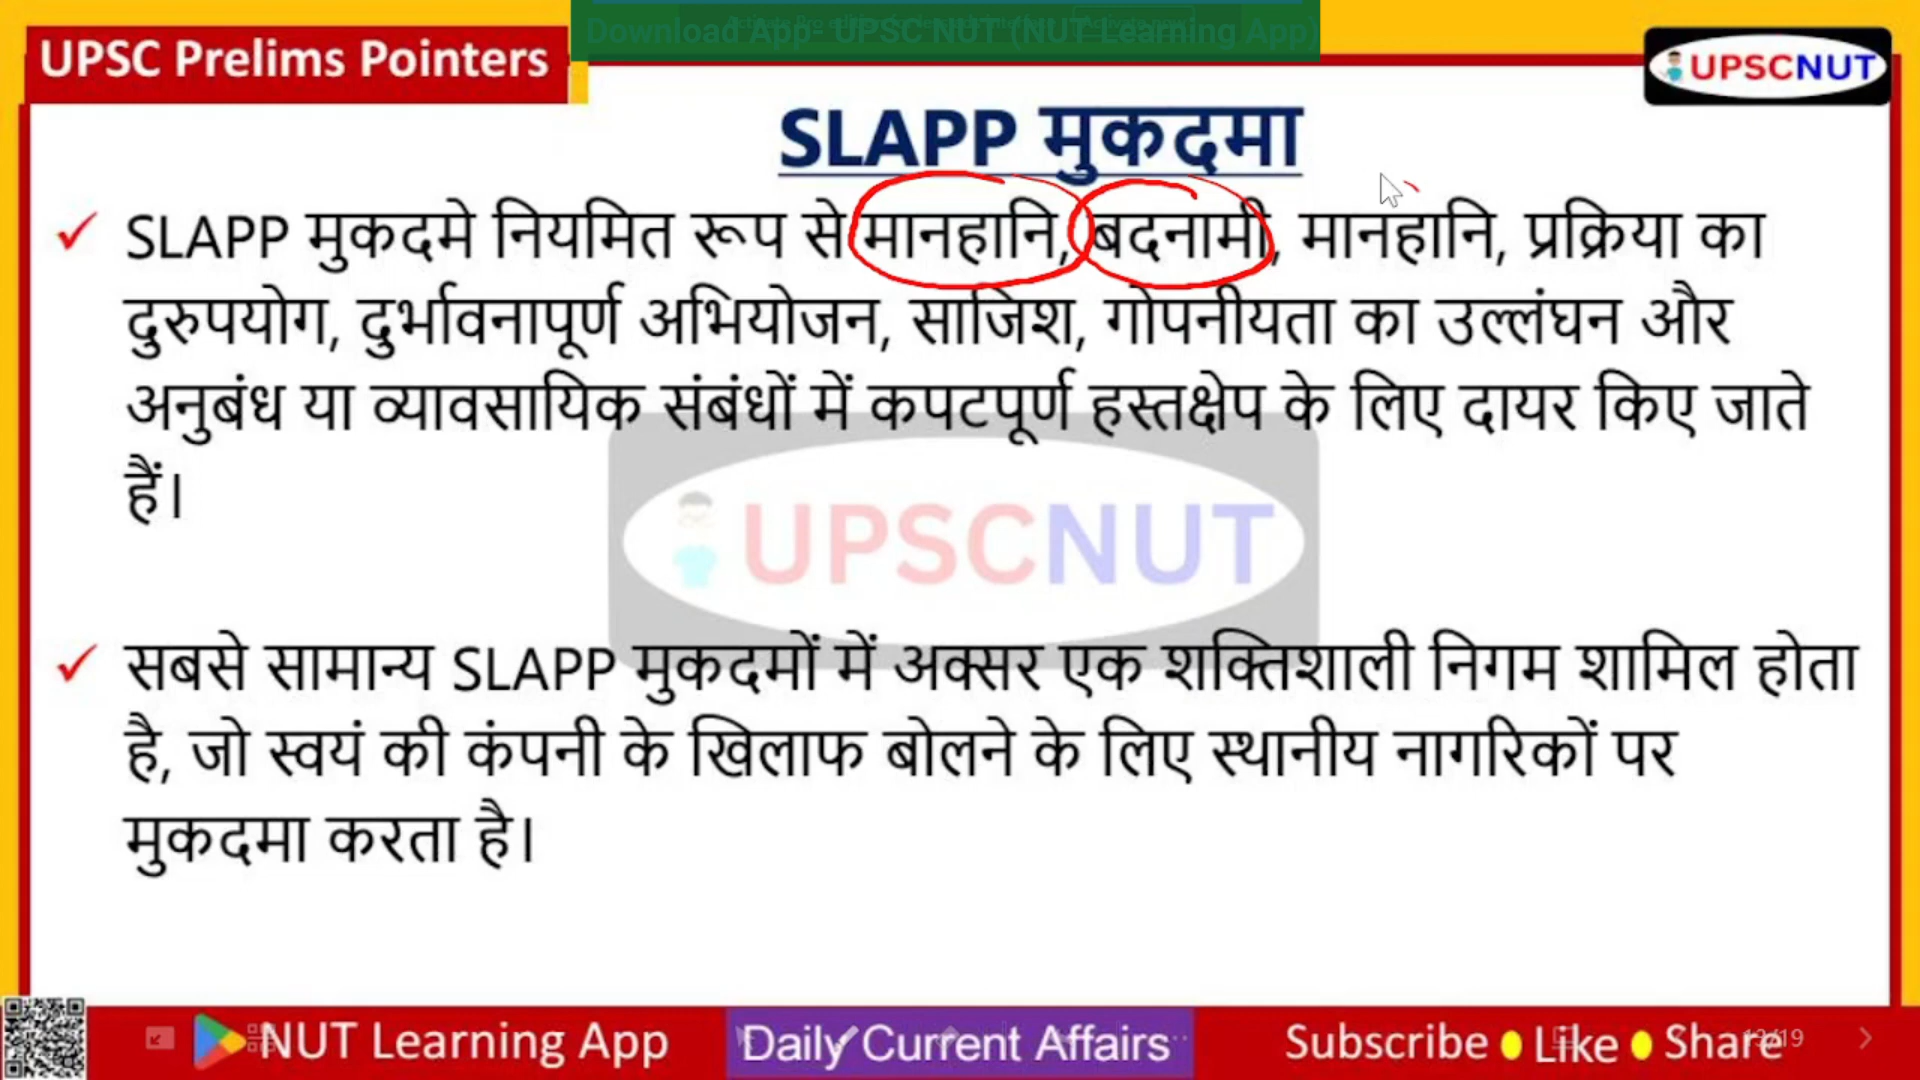 Download App- UPSC NUT (NUT Learning App)
UPSC Prelims Pointers
UPSCNUT
SLAPP मुकदमा
SLAPP मुकदमे नियमित रूप से मानहानि, बदनामी, मानहानि, प्रक्रिया का
दुरुपयोग, दुर्भावनापूर्ण अभियोजन, साजिश, गोपनीयता का उल्लंघन और
अनुबंध या व्यावसायिक संबंधों में कपटपूर्ण हस्तक्षेप के लिए दायर किए जाते
हैं।
UPSCNUT
सबसे सामान्य SLAPP मुकदमों में अक्सर एक शक्तिशाली निगम शामिल होता
है, जो स्वयं की कंपनी के खिलाफ बोलने के लिए स्थानीय नागरिकों पर
मुकदमा करता है।
NUT Learning App
Daily Current Affairs
Subscribe Like Share
13/19